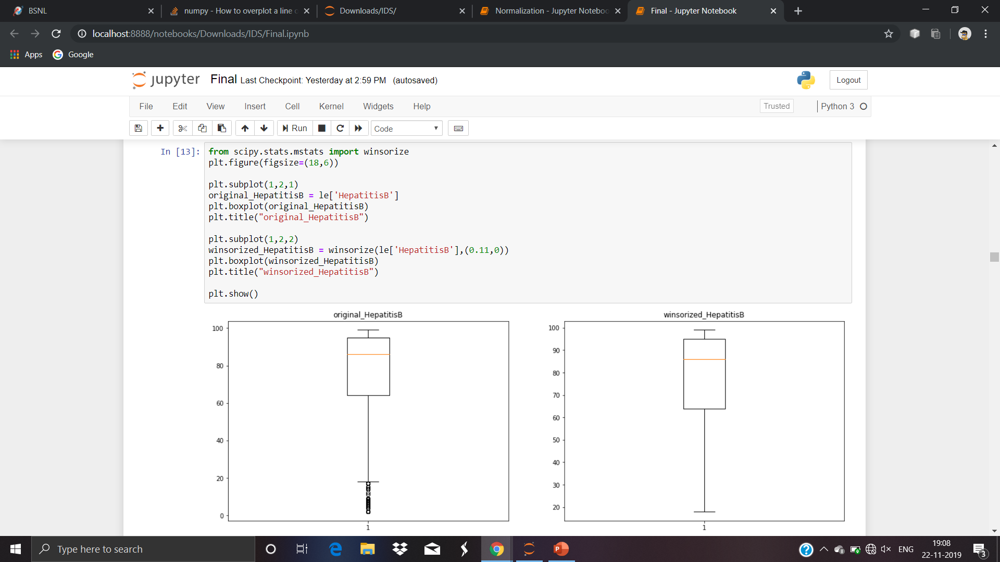 BSNL
numpy - How to overplot a line
Downloads/IDS/
Normalization - Jupyter Noteboo
Final - Jupyter Notebook
localhost:8888/notebooks/Downloads/IDS/Final.ipynb
Apps
Google
jupyter
Final Last Checkpoint: Yesterday at 2:59 PM (autosaved)
Logout
File Edit View Insert Cell Kernel Widgets Help
Trusted
Python 3
Run
Code
In [13]:
from scipy.stats.mstats import winsorize
plt.figure(figsize=(18,6))
plt.subplot(1,2,1)
original_HepatitisB = le['HepatitisB']
plt.boxplot(original_HepatitisB)
plt.title("original_HepatitisB")
plt.subplot(1,2,2)
winsorized_HepatitisB = winsorize(le['HepatitisB'],(0.11,0))
plt.boxplot(winsorized_HepatitisB)
plt.title("winsorized_HepatitisB")
plt.show()
original_HepatitisB
100
80
60
40
20
0
1
winsorized_HepatitisB
100
90
80
70
60
50
40
30
20
1
Type here to search
ENG
19:08
22-11-2019
3